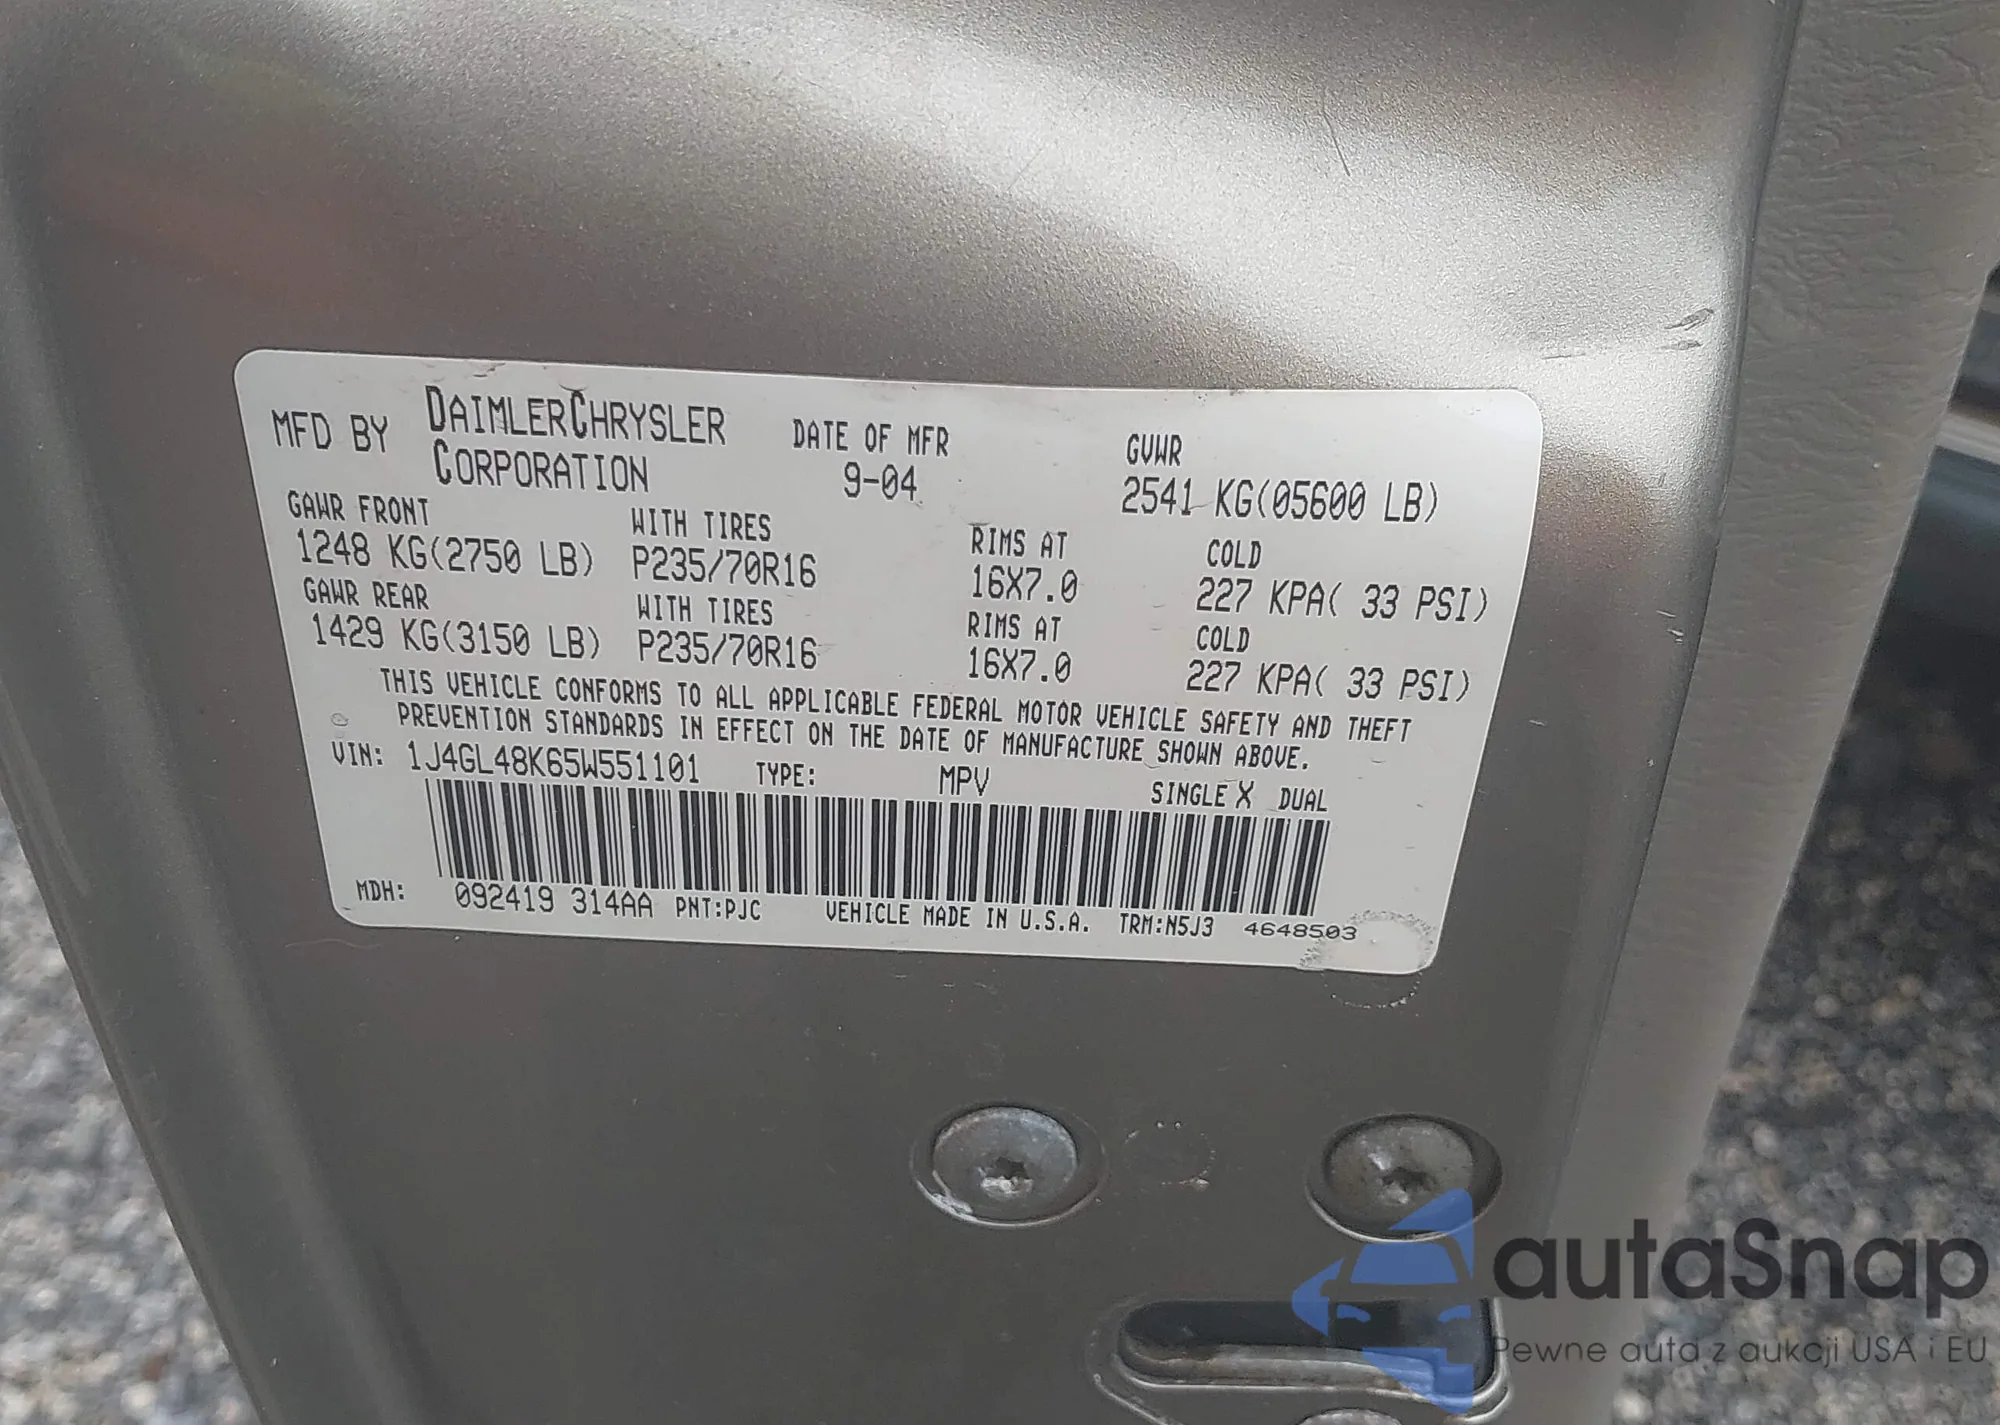 MFD BY DAIMLERCHRYSLER CORPORATION DATE OF MFR 9-04 GVWR 2541 KG(05600 LB)
GAWR FRONT WITH TIRES RIMS AT COLD
1248 KG(2750 LB) P235/70R16 16X7.0 227 KPA( 33 PSI)
GAWR REAR WITH TIRES RIMS AT COLD
1429 KG(3150 LB) P235/70R16 16X7.0 227 KPA( 33 PSI)
THIS VEHICLE CONFORMS TO ALL APPLICABLE FEDERAL MOTOR VEHICLE SAFETY AND THEFT
PREVENTION STANDARDS IN EFFECT ON THE DATE OF MANUFACTURE SHOWN ABOVE.
VIN: 1J4GL48K65W551101 TYPE: MPV SINGLE X DUAL
MDH: 092419 314AA PNT:PJC VEHICLE MADE IN U.S.A. TRM:N5J3 4648503
autaSnap
Pewne auta z aukcji USA i EU